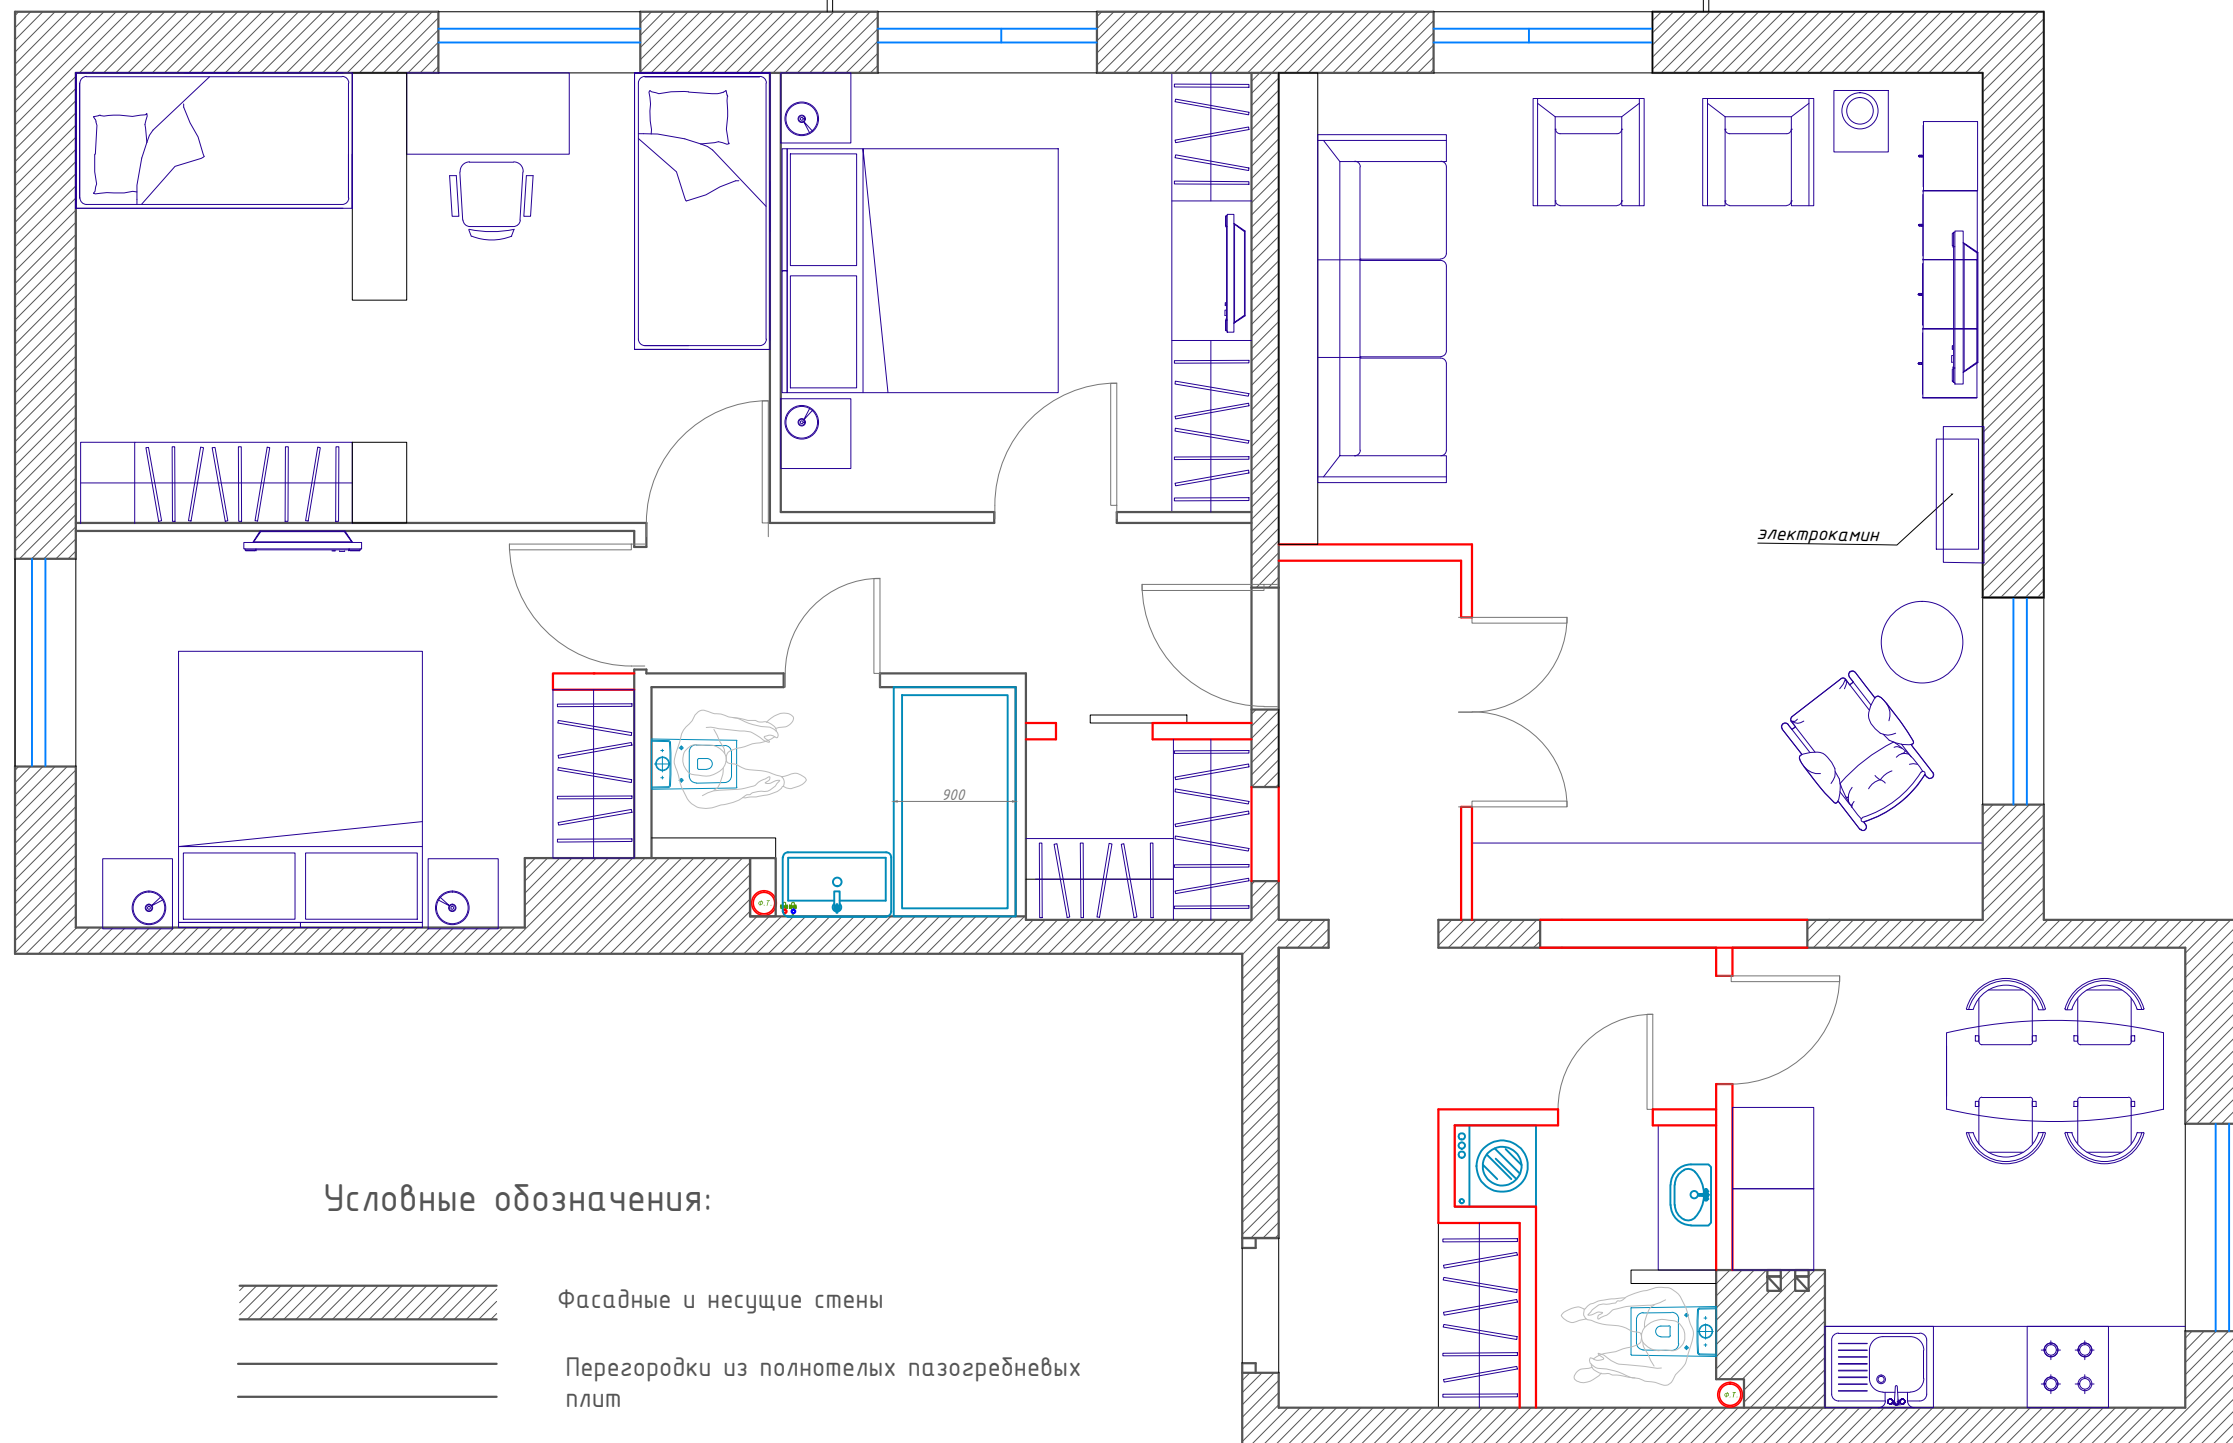 электрокамин
900
Ф.Т
Ф.Т
Условные обозначения:
Фасадные и несущие стены
Перегородки из полнотелых пазогребневых
плит